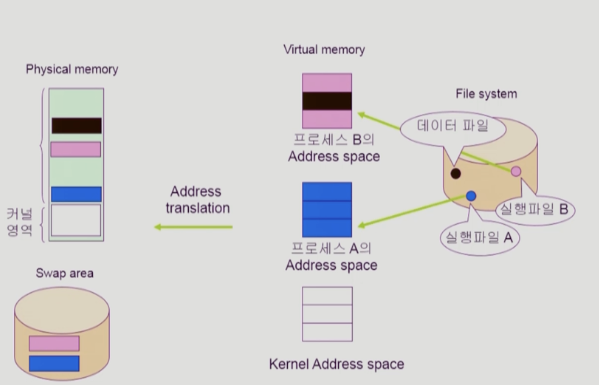 Virtual memory
Physical memory
File system
데이터 파일
프로세스 B의
Address space
Address
translation
실행파일 B
커널
영역
실행파일 A
프로세스 A의
Address space
Swap area
Kernel Address space